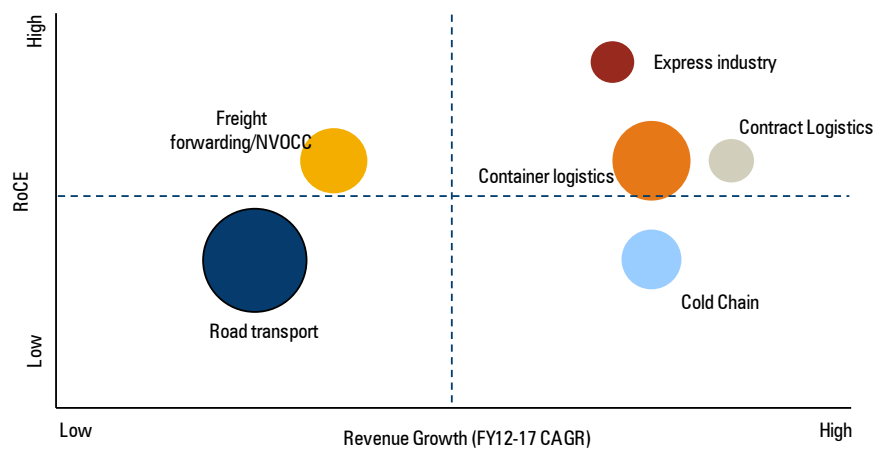 High
Express industry
Freight
forwarding/NVOCC
Contract Logistics
Container logistics
RoCE
Cold Chain
Road transport
Low
Low
Revenue Growth (FY12-17 CAGR)
High